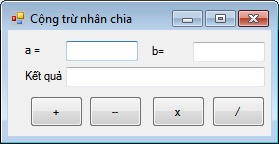 Cộng trừ nhân chia
a = b=
Kết quả
+ -- x /